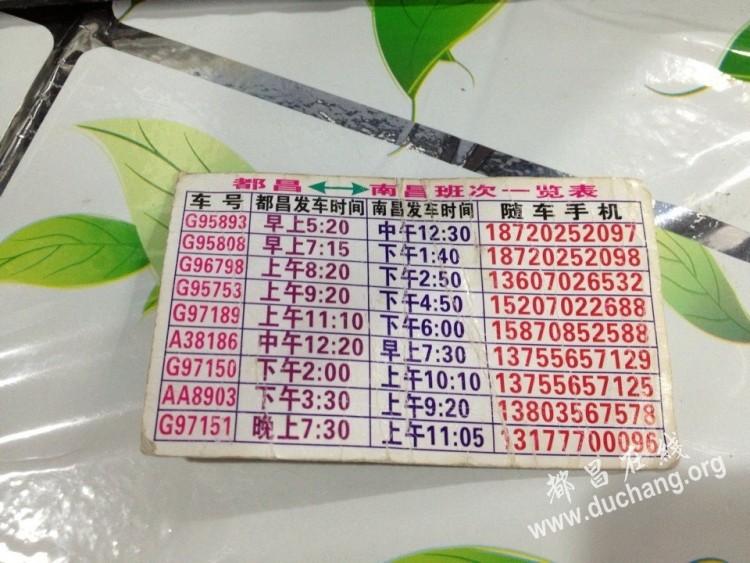 都昌 ↔ 南昌班次一览表
车号 都昌发车时间 南昌发车时间 随车手机
G95893 早上5:20 中午12:30 18720252097
G95808 早上7:15 下午1:40 18720252098
G96798 上午8:20 下午2:50 13607026532
G95753 上午9:20 下午4:50 15207022688
G97189 上午11:10 下午6:00 15870852588
A38186 中午12:20 早上7:30 13755657129
G97150 下午2:00 上午10:10 13755657125
AA8903 下午3:30 上午9:20 13803567578
G97151 晚上7:30 上午11:05 13177700096
都昌在线
www.duchang.org